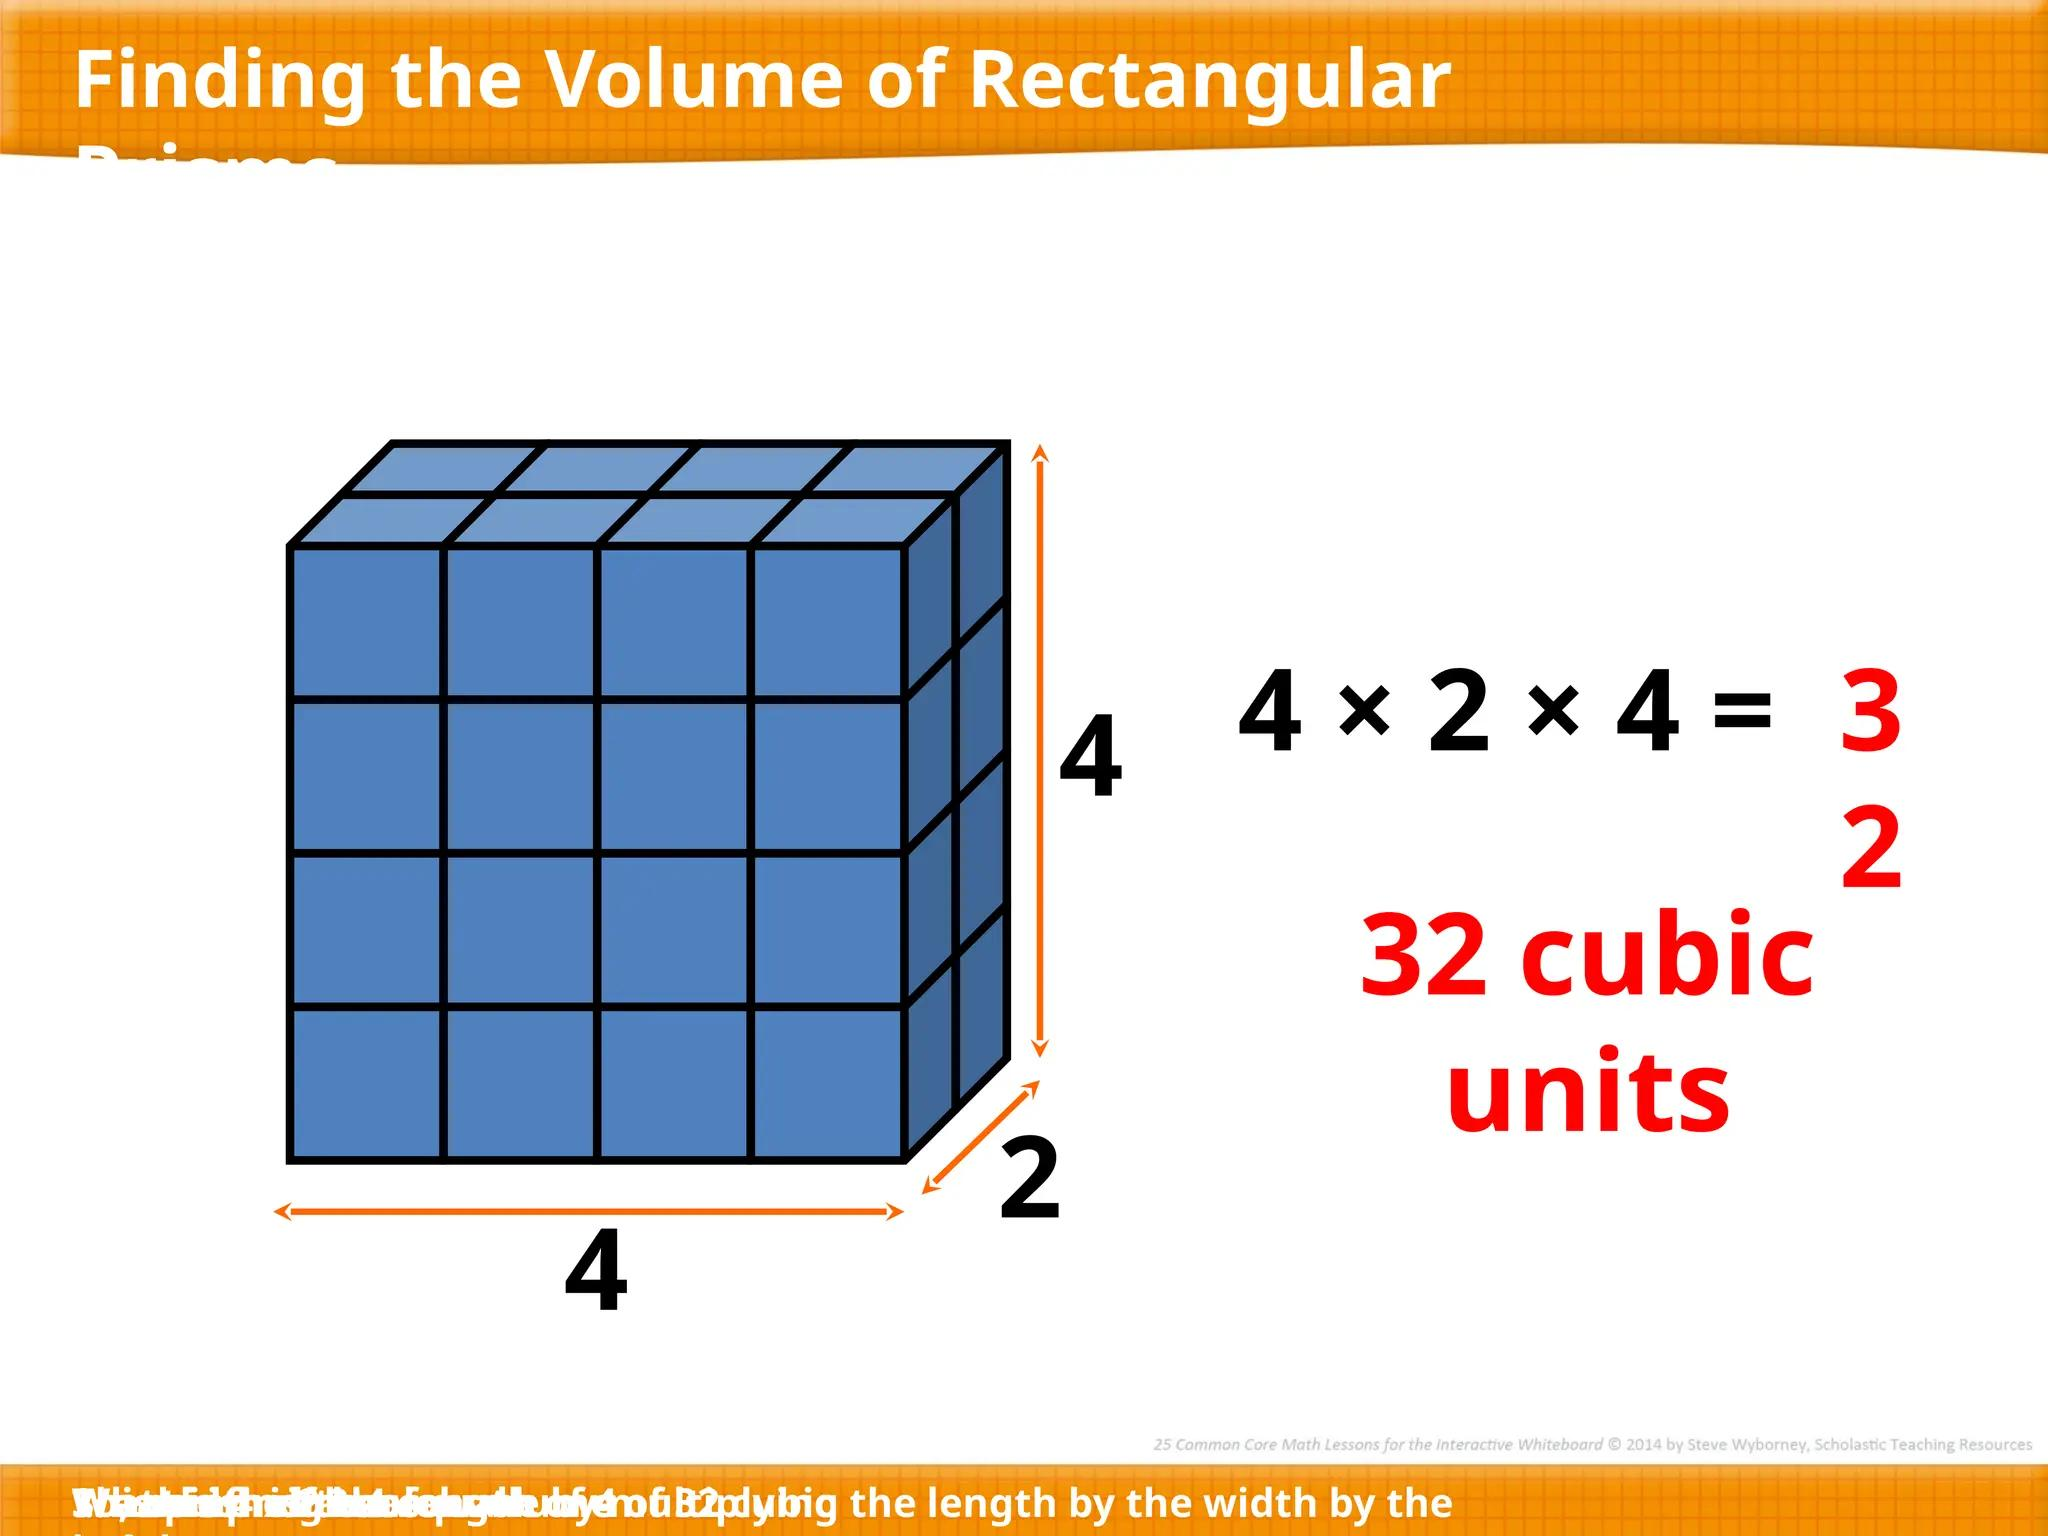 Finding the Volume of Rectangular
Prisms
4 × 2 × 4 =
3
2
4
32 cubic
units
2
4
25 Common Core Math Lessons for the Interactive Whiteboard © 2014 by Steve Wyborney, Scholastic Teaching Resources
the length by the width by the